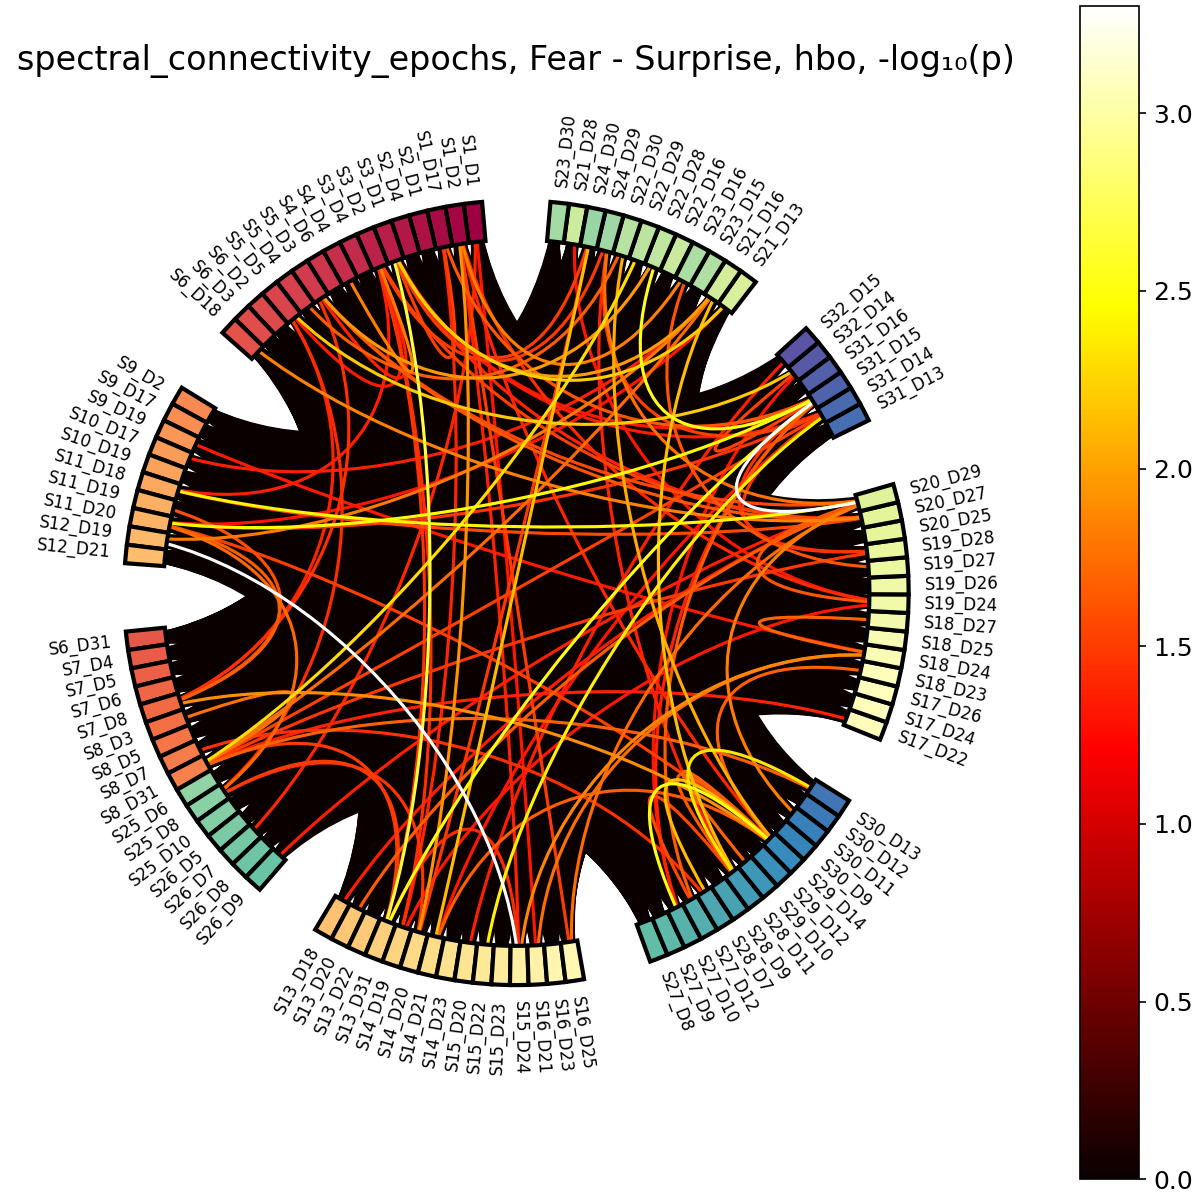 spectral_connectivity_epochs, Fear - Surprise, hbo, -log₁₀(p)
S1_D1
S1_D2
S1_D17
S2_D1
S2_D4
S3_D1
S3_D2
S3_D4
S4_D4
S4_D6
S5_D3
S5_D4
S5_D5
S6_D2
S6_D3
S6_D18
S9_D2
S9_D17
S9_D19
S10_D17
S10_D19
S11_D18
S11_D19
S11_D20
S12_D19
S12_D21
S6_D31
S7_D4
S7_D5
S7_D6
S7_D8
S8_D3
S8_D5
S8_D7
S8_D31
S25_D6
S25_D8
S25_D10
S26_D5
S26_D7
S26_D8
S26_D9
S13_D18
S13_D20
S13_D22
S13_D31
S14_D19
S14_D20
S14_D21
S14_D23
S15_D20
S15_D22
S15_D23
S15_D24
S16_D21
S16_D23
S16_D25
S27_D8
S27_D9
S27_D10
S27_D12
S28_D7
S28_D9
S28_D11
S29_D10
S29_D12
S29_D14
S30_D9
S30_D11
S30_D12
S30_D13
S17_D22
S17_D24
S17_D26
S18_D23
S18_D24
S18_D25
S18_D27
S19_D24
S19_D26
S19_D27
S19_D28
S20_D25
S20_D27
S20_D29
S31_D13
S31_D14
S31_D15
S31_D16
S32_D14
S32_D15
S21_D13
S21_D16
S23_D15
S23_D16
S22_D16
S22_D28
S22_D29
S22_D30
S24_D29
S24_D30
S21_D28
S23_D30
3.0
2.5
2.0
1.5
1.0
0.5
0.0